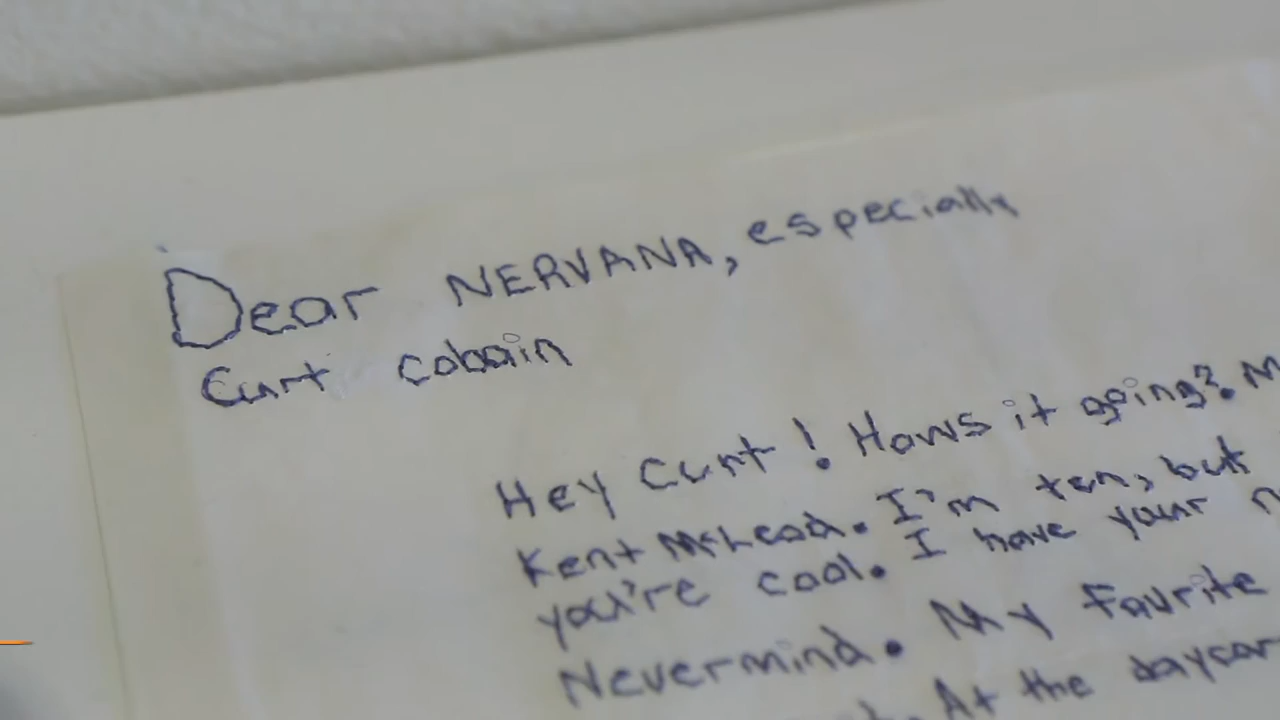 Dear NERVANA, especially
Curt cobain
Hey Curt! Hows it going? M
Kent McLeod. I'm ten, but
you're cool. I have your n
Nevermind. My Favrite
At the daycar